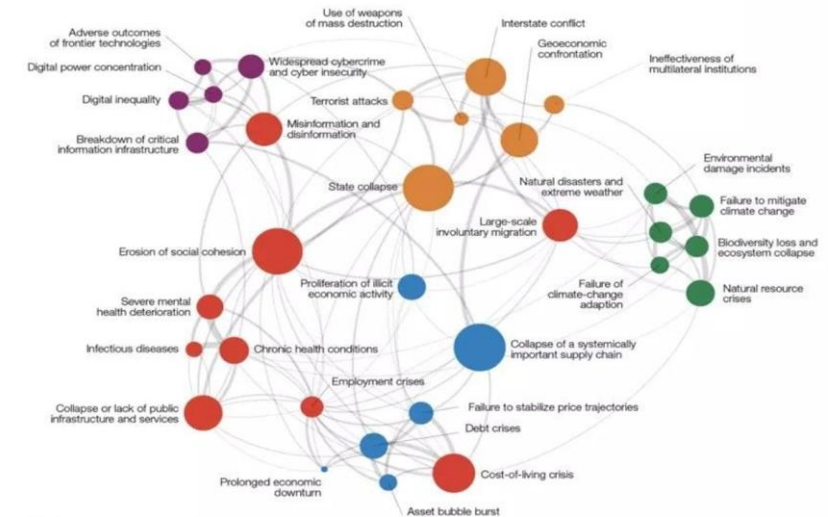 Use of weapons
of mass destruction
Interstate conflict
Adverse outcomes
of frontier technologies
Geoeconomic
confrontation
Digital power concentration
Widespread cybercrime
and cyber insecurity
Ineffectiveness of
multilateral institutions
Digital inequality
Terrorist attacks
Misinformation and
disinformation
Breakdown of critical
information infrastructure
Environmental
damage incidents
State collapse
Natural disasters and
extreme weather
Failure to mitigate
climate change
Large-scale
involuntary migration
Erosion of social cohesion
Biodiversity loss and
ecosystem collapse
Proliferation of illicit
economic activity
Failure of
climate-change
adaption
Natural resource
crises
Severe mental
health deterioration
Infectious diseases
Chronic health conditions
Collapse of a systemically
important supply chain
Employment crises
Collapse or lack of public
infrastructure and services
Failure to stabilize price trajectories
Debt crises
Prolonged economic
downturn
Cost-of-living crisis
Asset bubble burst